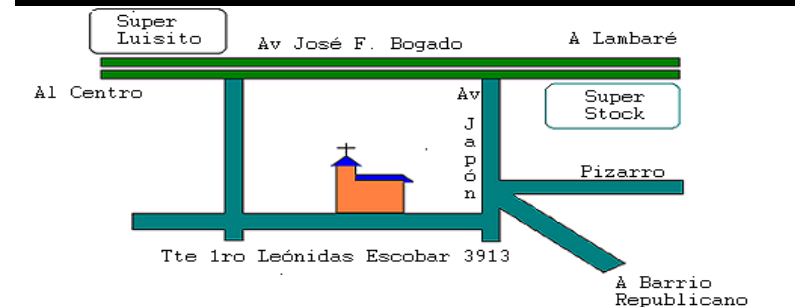 Super
Luisito
Av José F. Bogado
A Lambaré
Al Centro
Av Japón
Super
Stock
Pizarro
Tte 1ro Leónidas Escobar 3913
A Barrio
Republicano